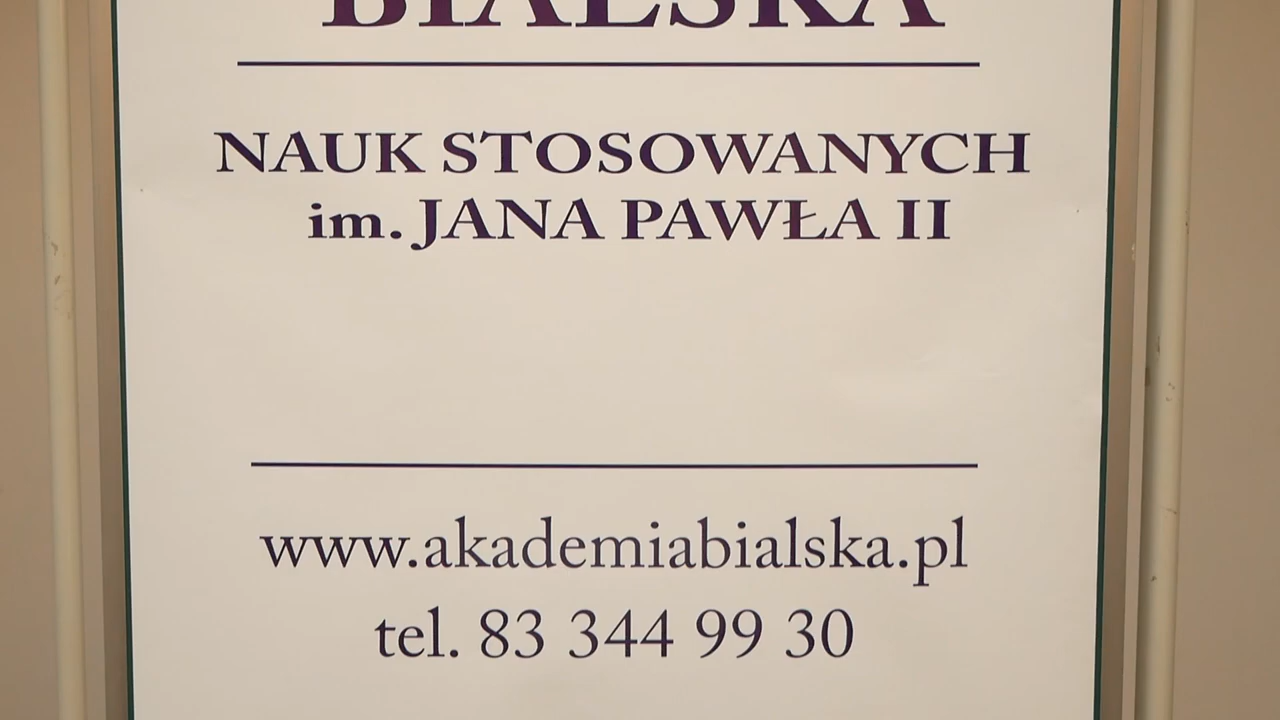 BIALSKA
NAUK STOSOWANYCH
im. JANA PAWŁA II
www.akademiabialska.pl
tel. 83 344 99 30